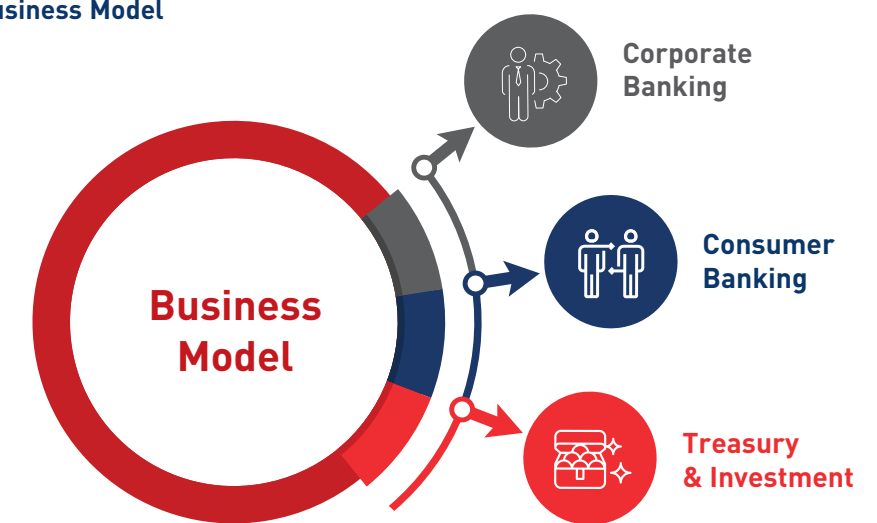 usiness Model
Corporate
Banking
Business
Model
Consumer
Banking
Treasury
& Investment